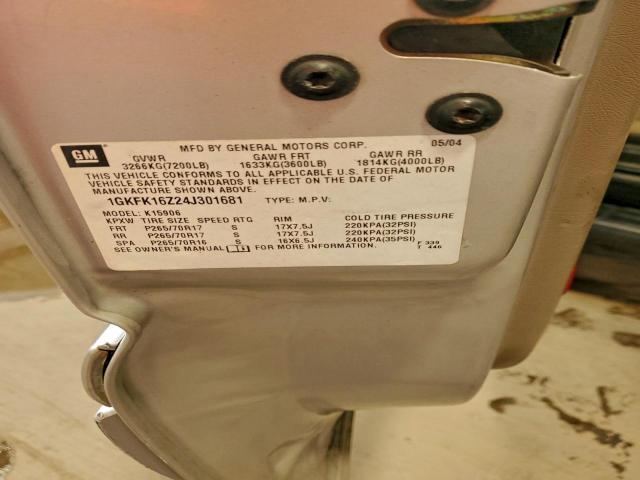 GM
MFD BY GENERAL MOTORS CORP. 05/04
GVWR GAWR FRT GAWR RR
3266KG(7200LB) 1633KG(3600LB) 1814KG(4000LB)
THIS VEHICLE CONFORMS TO ALL APPLICABLE U.S. FEDERAL MOTOR
VEHICLE SAFETY STANDARDS IN EFFECT ON THE DATE OF
MANUFACTURE SHOWN ABOVE.
1GKFK16Z24J301681 TYPE: M.P.V:
MODEL: K15906
KPXW TIRE SIZE SPEED RTG RIM COLD TIRE PRESSURE
FRT P265/70R17 S 17X7.5J 220KPA(32PSI)
RR P265/70R17 S 17X7.5J 220KPA(32PSI)
SPA P265/70R16 S 16X6.5J 240KPA(35PSI) F 339
SEE OWNER'S MANUAL FOR MORE INFORMATION. T 446